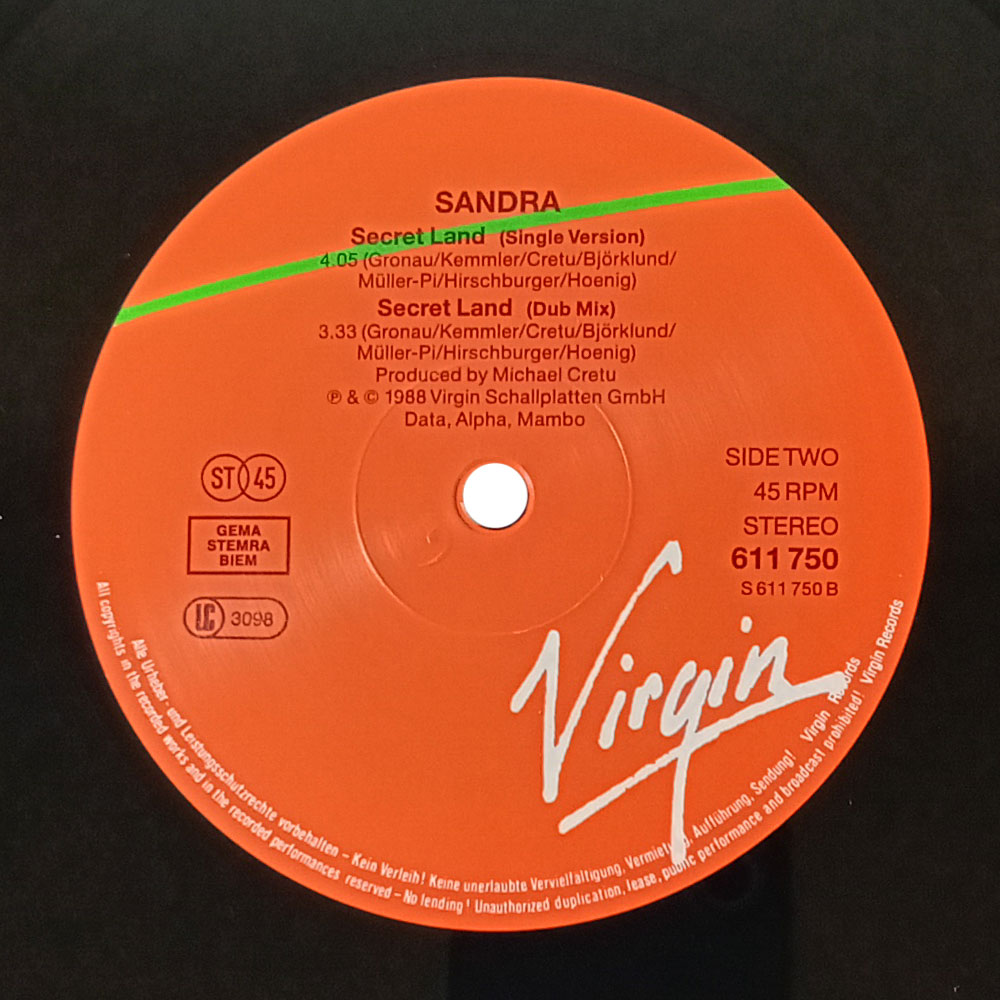 SANDRA
Secret Land (Single Version)
4.05 (Gronau/Kemmler/Cretu/Björklund/
Müller-Pi/Hirschburger/Hoenig)
Secret Land (Dub Mix)
3.33 (Gronau/Kemmler/Cretu/Björklund/
Müller-Pi/Hirschburger/Hoenig)
Produced by Michael Cretu
℗ & © 1988 Virgin Schallplatten GmbH
Data, Alpha, Mambo
ST 45
GEMA
STEMRA
BIEM
LC 3098
SIDE TWO
45 RPM
STEREO
611 750
S 611 750 B
Virgin
Alle Urheber- und Leistungsschutzrechte vorbehalten – Kein Verleih! Keine unerlaubte Vervielfältigung, Vermietung, Aufführung, Sendung! Virgin Records
All copyrights in the recorded works and in the recorded performances reserved – No lending! Unauthorized duplication, lease, public performance and broadcast prohibited! Virgin Records